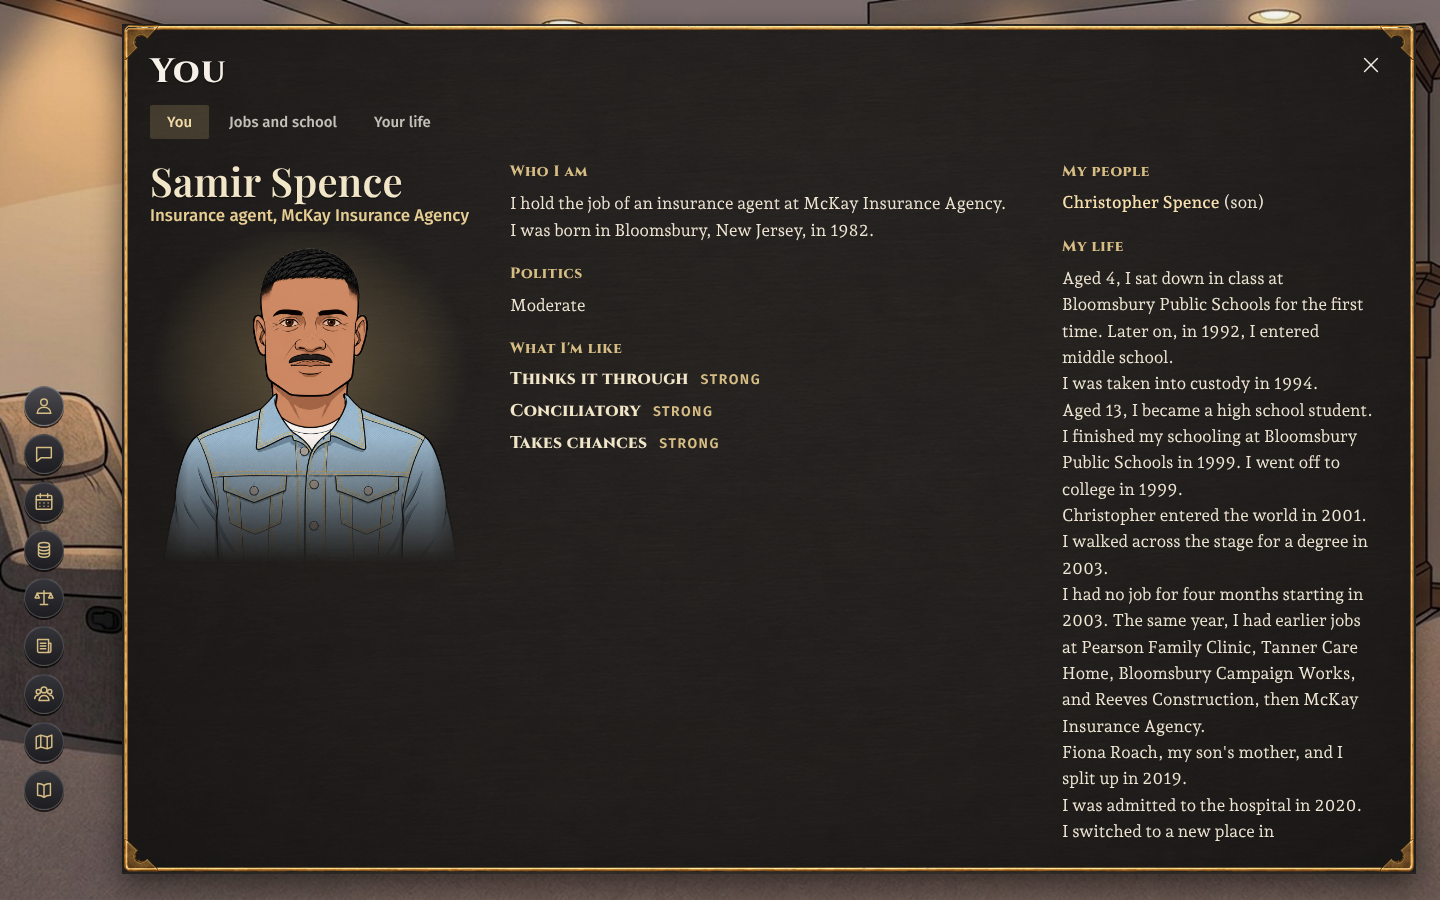 You
You
Jobs and school
Your life
Samir Spence
Insurance agent, McKay Insurance Agency
Who I am
I hold the job of an insurance agent at McKay Insurance Agency.
I was born in Bloomsbury, New Jersey, in 1982.
Politics
Moderate
What I'm like
Thinks it through STRONG
Conciliatory STRONG
Takes chances STRONG
My people
Christopher Spence (son)
My life
Aged 4, I sat down in class at
Bloomsbury Public Schools for the first
time. Later on, in 1992, I entered
middle school.
I was taken into custody in 1994.
Aged 13, I became a high school student.
I finished my schooling at Bloomsbury
Public Schools in 1999. I went off to
college in 1999.
Christopher entered the world in 2001.
I walked across the stage for a degree in
2003.
I had no job for four months starting in
2003. The same year, I had earlier jobs
at Pearson Family Clinic, Tanner Care
Home, Bloomsbury Campaign Works,
and Reeves Construction, then McKay
Insurance Agency.
Fiona Roach, my son's mother, and I
split up in 2019.
I was admitted to the hospital in 2020.
I switched to a new place in